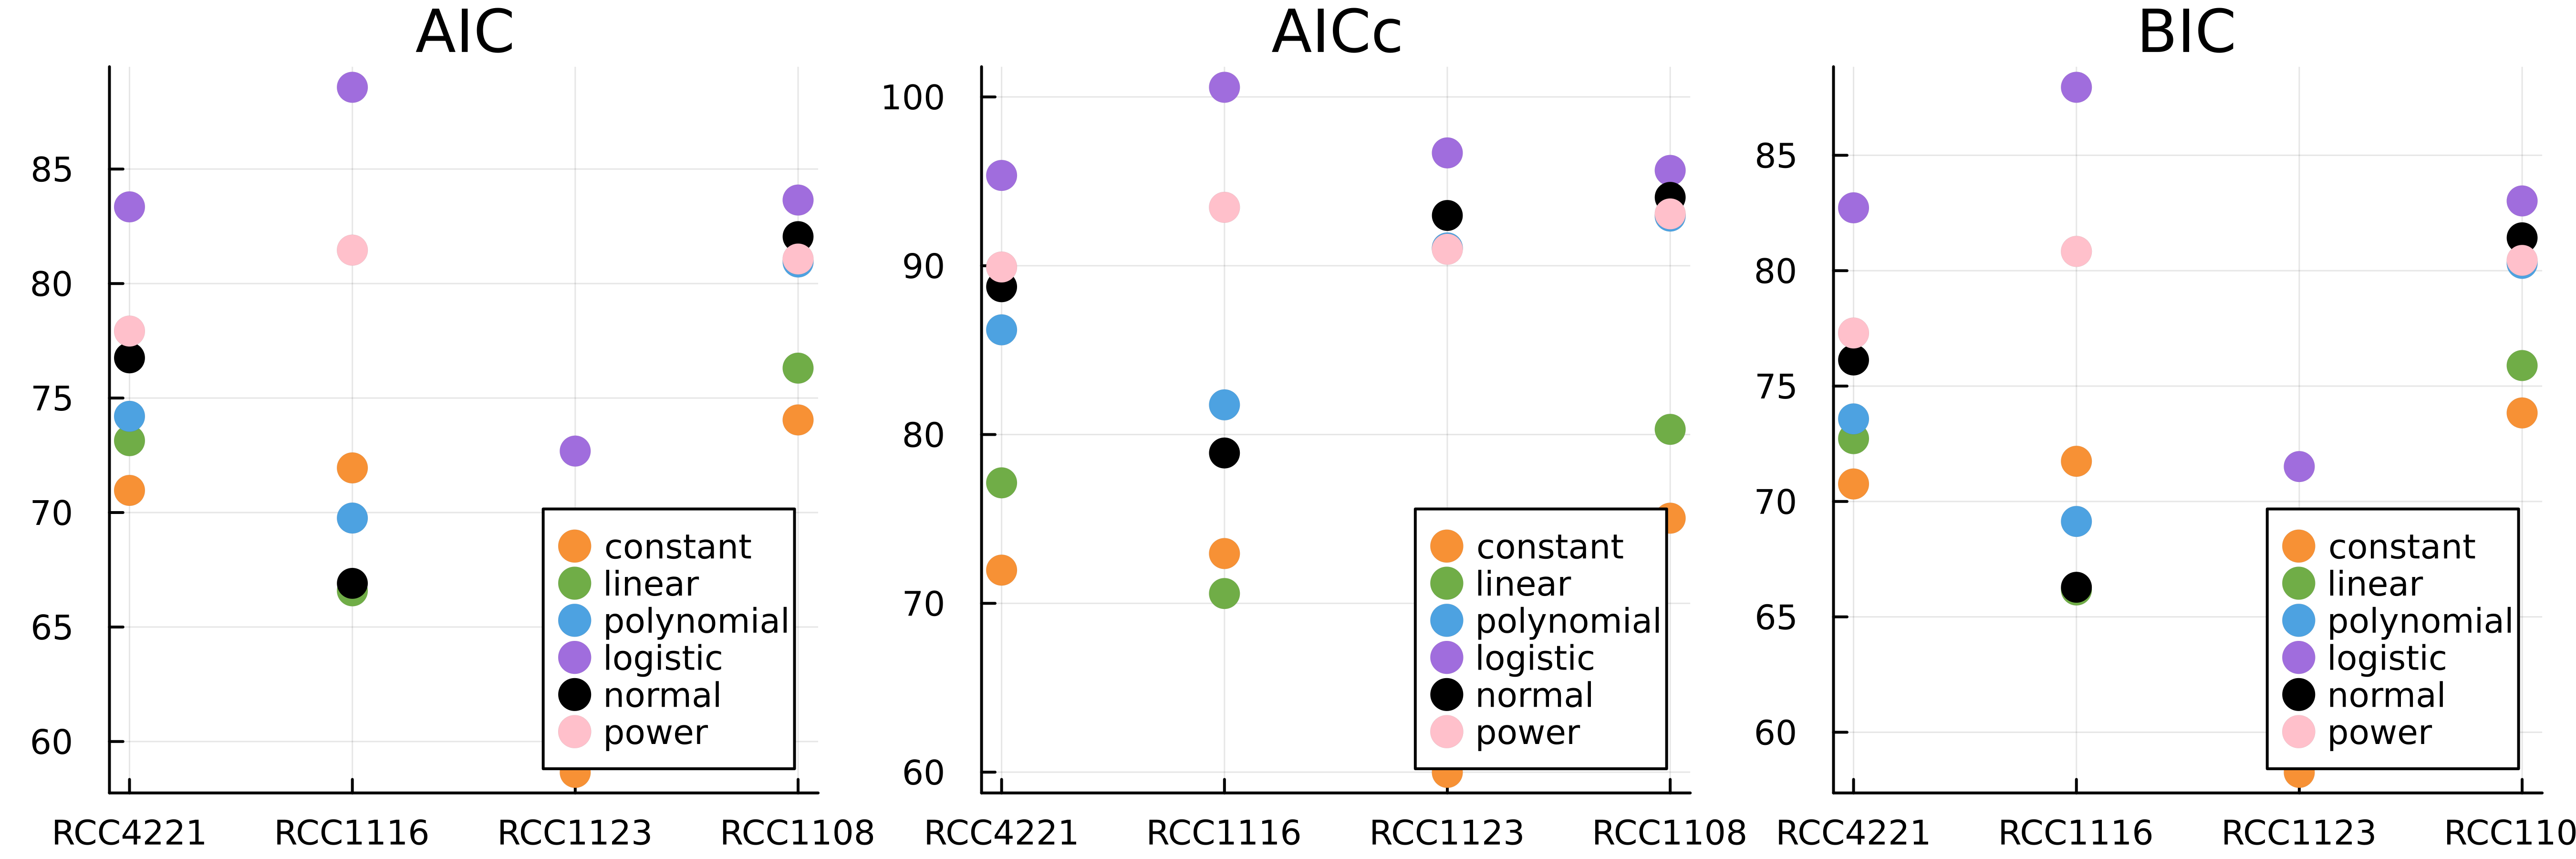 AIC
85
80
75
70
65
60
constant
linear
polynomial
logistic
normal
power
RCC4221 RCC1116 RCC1123 RCC1108
AICc
100
90
80
70
60
constant
linear
polynomial
logistic
normal
power
RCC4221 RCC1116 RCC1123 RCC1108
BIC
85
80
75
70
65
60
constant
linear
polynomial
logistic
normal
power
RCC4221 RCC1116 RCC1123 RCC110